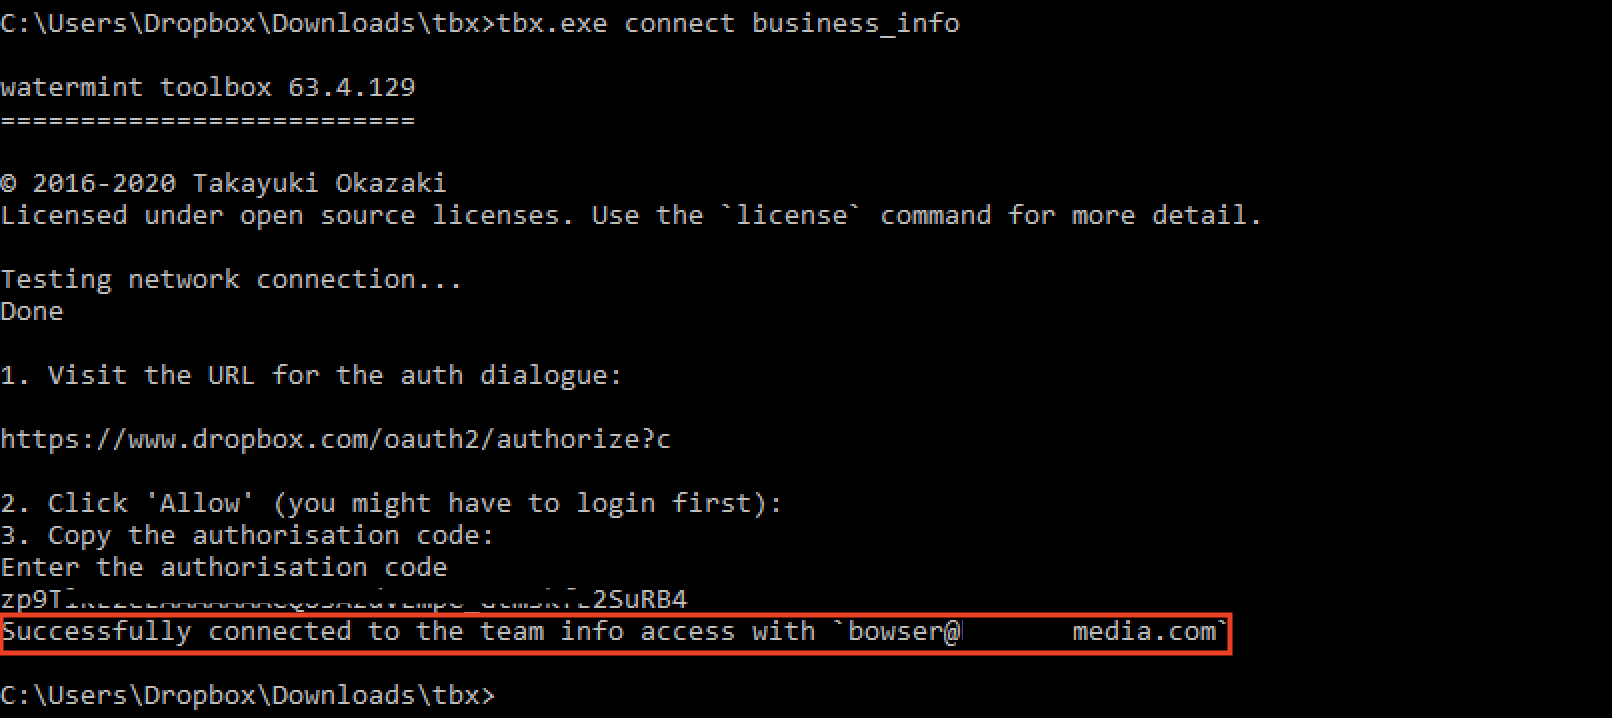 C:\Users\Dropbox\Downloads\tbx>tbx.exe connect business_info
watermint toolbox 63.4.129
==========================
© 2016-2020 Takayuki Okazaki
Licensed under open source licenses. Use the `license` command for more detail.
Testing network connection...
Done
1. Visit the URL for the auth dialogue:
https://www.dropbox.com/oauth2/authorize?c
2. Click 'Allow' (you might have to login first):
3. Copy the authorisation code:
Enter the authorisation code
Successfully connected to the team info access with `bowser@ media.com`
C:\Users\Dropbox\Downloads\tbx>